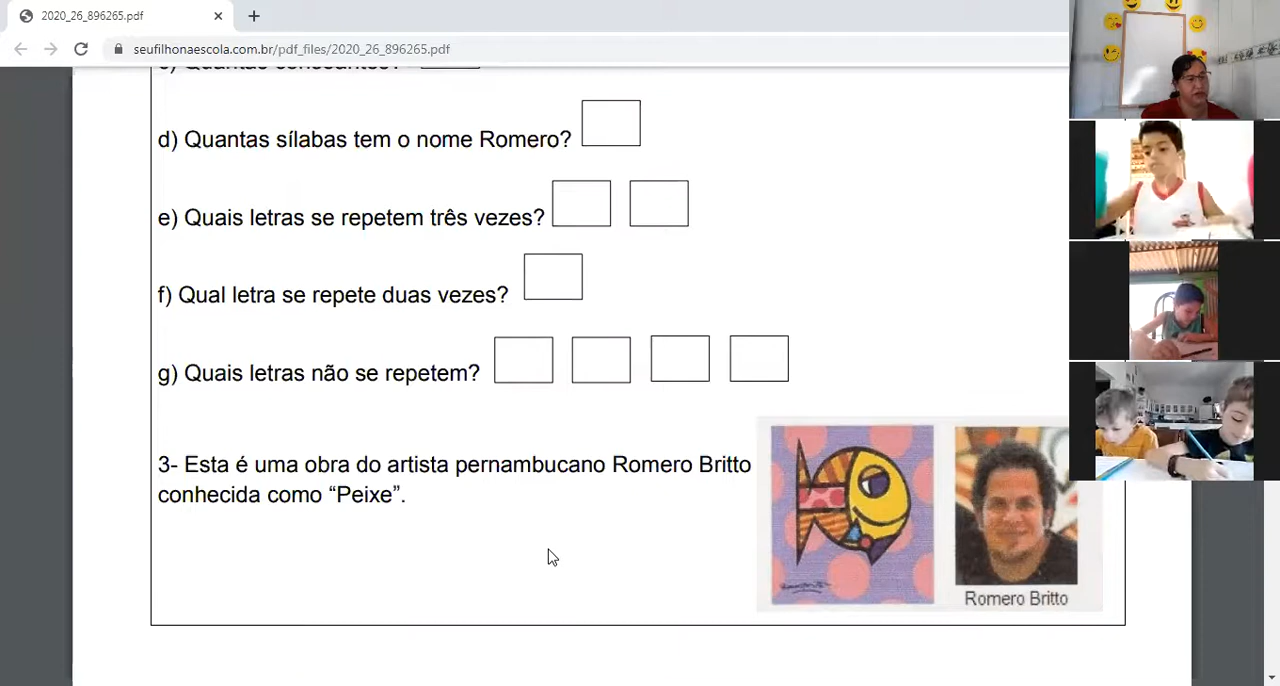 2020_26_896265.pdf
seufilhonaescola.com.br/pdf_files/2020_26_896265.pdf
c) Quantas consoantes?
d) Quantas sílabas tem o nome Romero?
e) Quais letras se repetem três vezes?
f) Qual letra se repete duas vezes?
g) Quais letras não se repetem?
3- Esta é uma obra do artista pernambucano Romero Britto
conhecida como “Peixe”.
Romero Britto